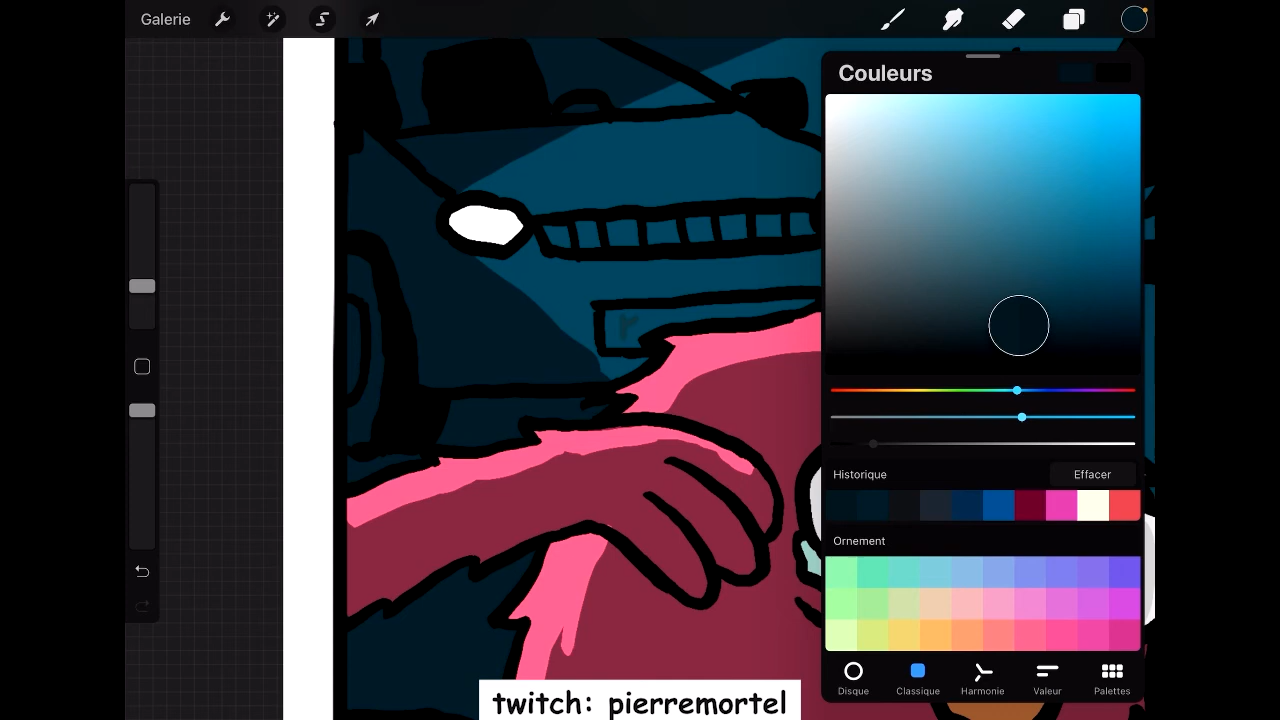 Galerie
Couleurs
r
Historique
Effacer
Ornement
Disque
Classique
Harmonie
Valeur
Palettes
twitch: pierremortel